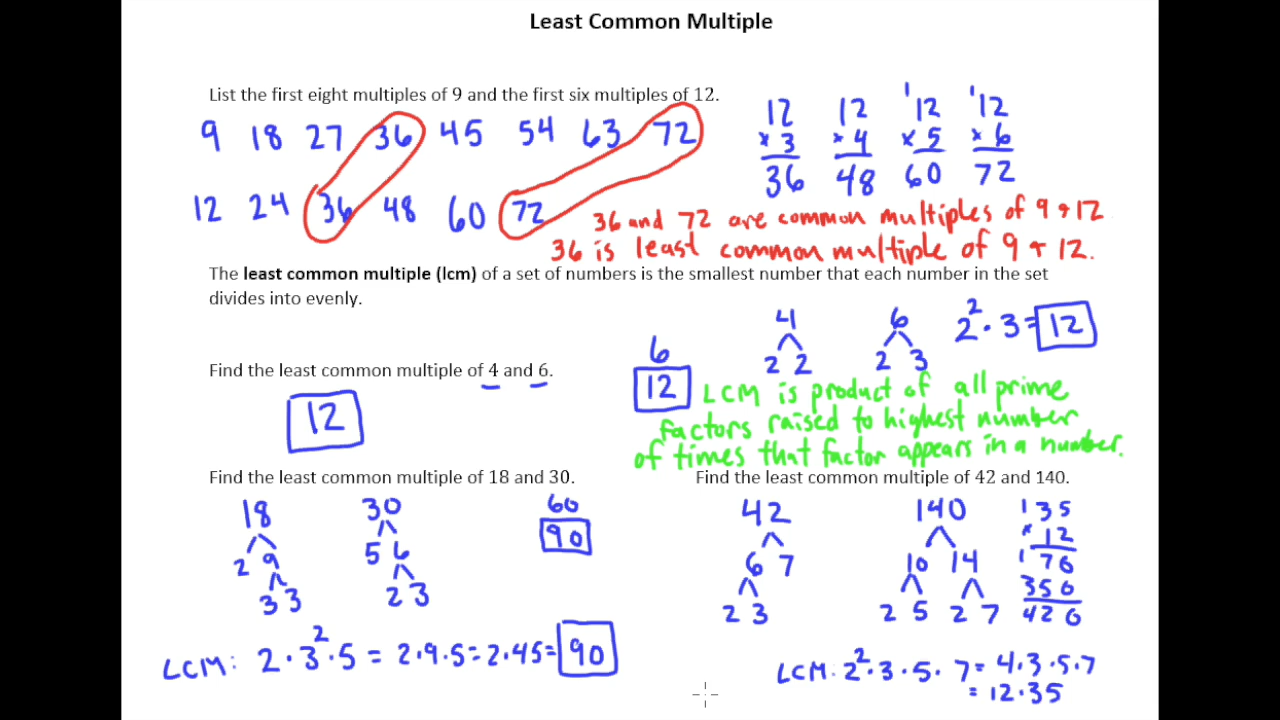 Least Common Multiple
List the first eight multiples of 9 and the first six multiples of 12.
9 18 27 36 45 54 63 72
12 24 36 48 60 72
12 12 ¹12 ¹12
× 3 × 4 × 5 × 6
36 48 60 72
36 and 72 are common multiples of 9 + 12
36 is least common multiple of 9 + 12.
The least common multiple (lcm) of a set of numbers is the smallest number that each number in the set
divides into evenly.
Find the least common multiple of 4 and 6.
12
6
12
4 6 2² · 3 = 12
2 2 2 3
LCM is product of all prime
factors raised to highest number
of times that factor appears in a number.
Find the least common multiple of 18 and 30.
18 30 60
2 9 5 6 90
3 3 2 3
LCM: 2 · 3² · 5 = 2 · 9 · 5 = 2 · 45 = 90
Find the least common multiple of 42 and 140.
42 140
6 7 10 14
2 3 2 5 2 7
¹35
× 12
¹70
350
420
LCM: 2² · 3 · 5 · 7 = 4 · 3 · 5 · 7
= 12 · 35